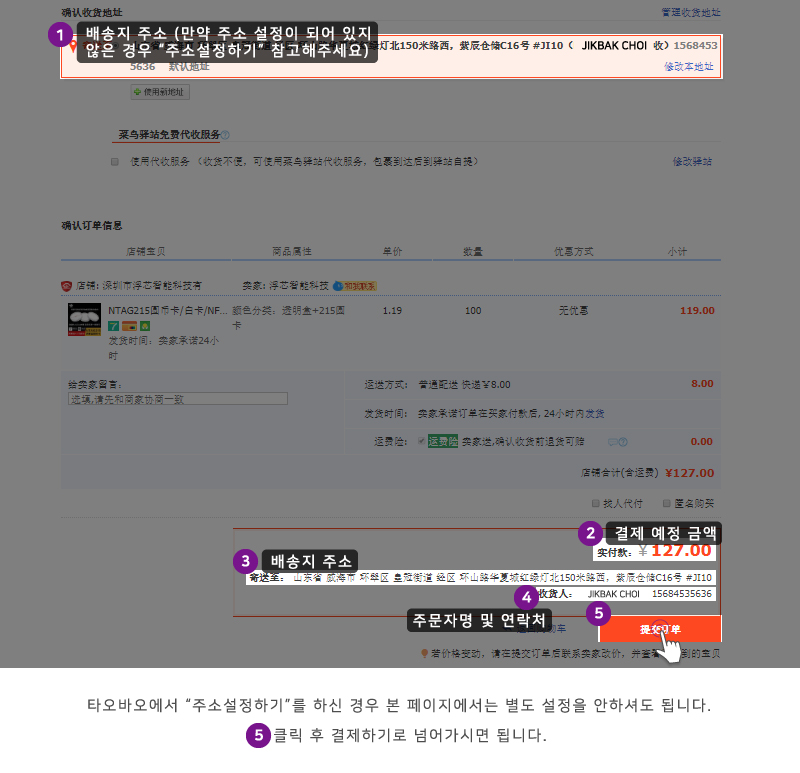 确认收货地址
管理收货地址
1 배송지 주소 (만약 주소 설정이 되어 있지
않은 경우 “주소설정하기” 참고해주세요)
灯北150米路西，紫辰仓储C16号 #JI10（ JIKBAK CHOI 收）1568453
5636 默认地址
修改本地址
使用新地址
菜鸟驿站免费代收服务
使用代收服务 （收货不便，可使用菜鸟驿站代收服务，包裹到达后到驿站自提）
修改驿站
确认订单信息
店铺宝贝 商品属性 单价 数量 优惠方式 小计
店铺: 深圳市浮芯智能科技有 卖家: 浮芯智能科技 和我联系
NTAG215圆币卡/白卡/NF... 颜色分类：透明盒+215圆 1.19 100 无优惠 119.00
卡
7
发货时间：卖家承诺24小
时
给卖家留言：
选填,请先和商家协商一致
运送方式： 普通配送 快递￥8.00 8.00
发货时间： 卖家承诺订单在买家付款后, 24小时内发货
运费险： 运费险 卖家送,确认收货前退货可赔 0.00
店铺合计(含运费) ￥127.00
找人代付 匿名购买
2 결제 예정 금액
实付款： ￥127.00
3 배송지 주소
寄送至： 山东省 威海市 环翠区 皇冠街道 经区 环山路华夏城红绿灯北150米路西，紫辰仓储C16号 #JI10
4 收货人： JIKBAK CHOI 15684535636
5
주문자명 및 연락처
提交订单
若价格变动，请在提交订单后联系卖家改价，并查看 到的宝贝
타오바오에서 “주소설정하기”를 하신 경우 본 페이지에서는 별도 설정을 안하셔도 됩니다.
5 클릭 후 결제하기로 넘어가시면 됩니다.